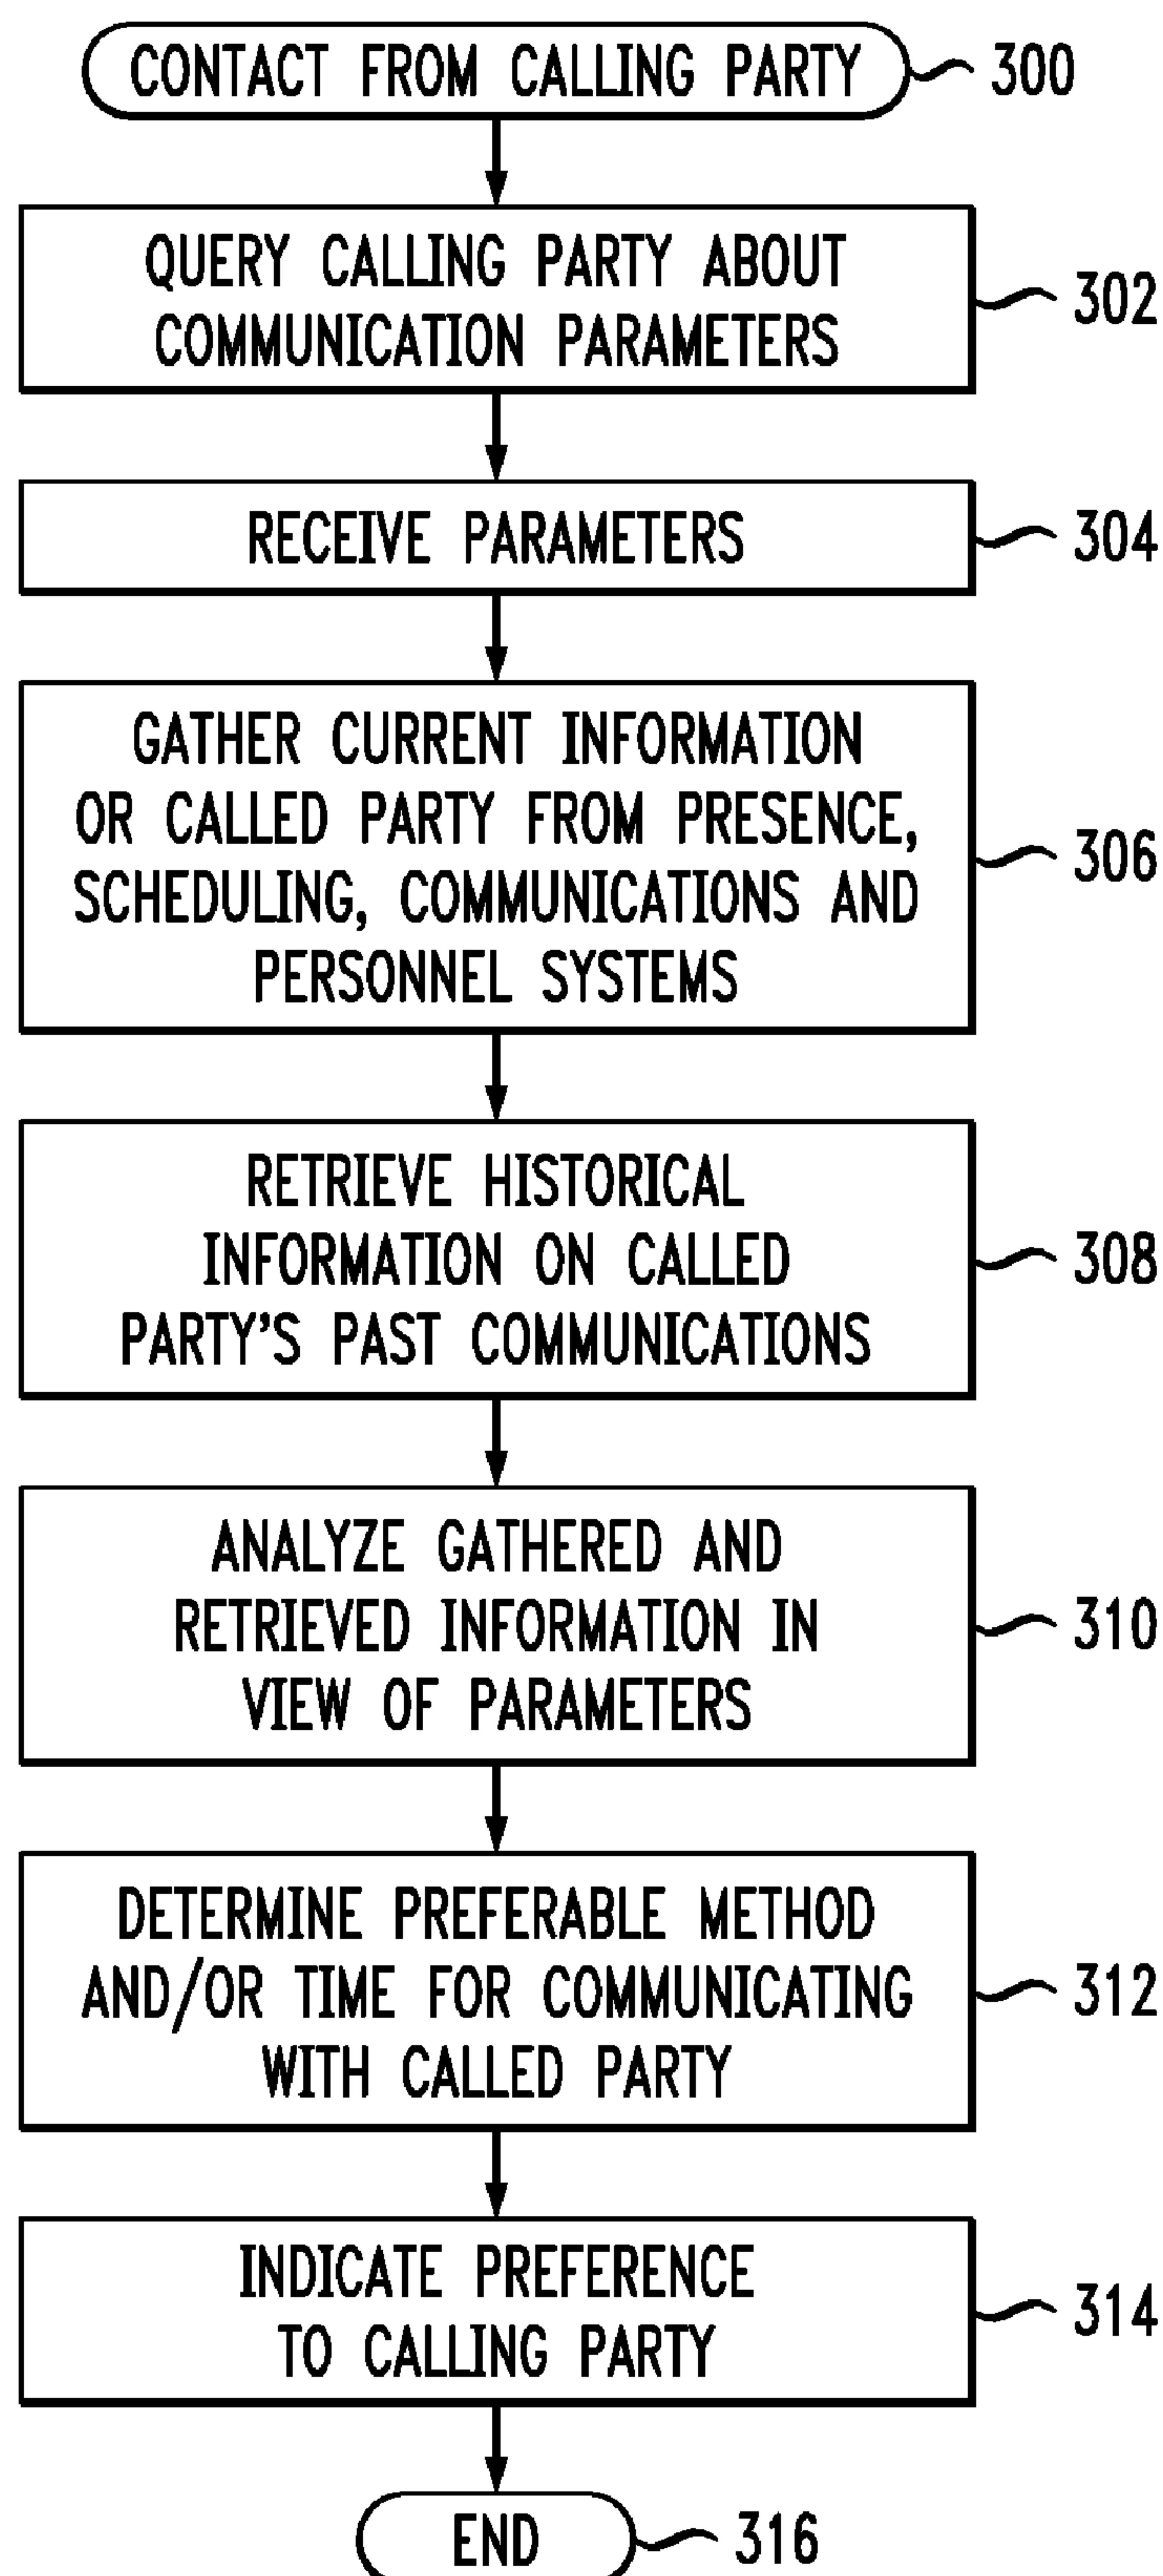 CONTACT FROM CALLING PARTY 300
QUERY CALLING PARTY ABOUT
COMMUNICATION PARAMETERS
302
RECEIVE PARAMETERS 304
GATHER CURRENT INFORMATION
OR CALLED PARTY FROM PRESENCE,
SCHEDULING, COMMUNICATIONS AND
PERSONNEL SYSTEMS
306
RETRIEVE HISTORICAL
INFORMATION ON CALLED
PARTY'S PAST COMMUNICATIONS
308
ANALYZE GATHERED AND
RETRIEVED INFORMATION IN
VIEW OF PARAMETERS
310
DETERMINE PREFERABLE METHOD
AND/OR TIME FOR COMMUNICATING
WITH CALLED PARTY
312
INDICATE PREFERENCE
TO CALLING PARTY
314
END 316